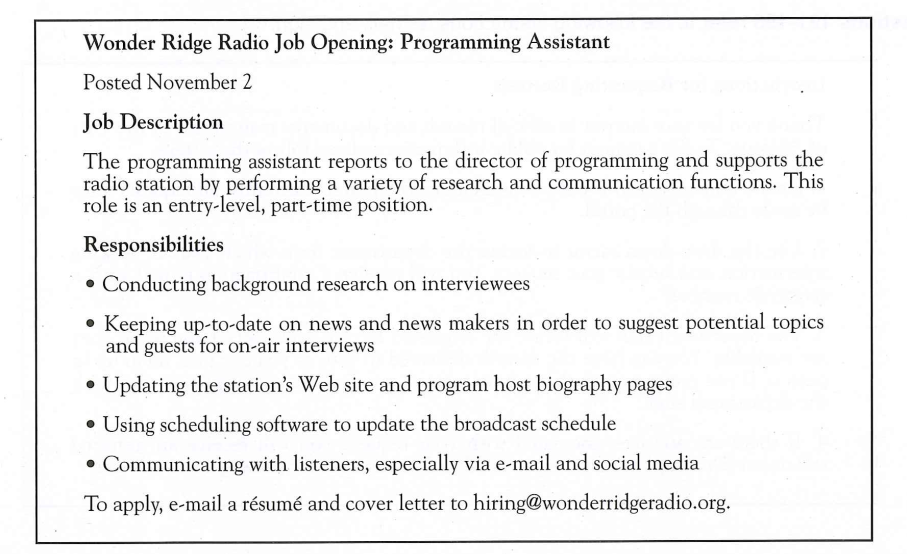 Wonder Ridge Radio Job Opening: Programming Assistant
Posted November 2
Job Description
The programming assistant reports to the director of programming and supports the
radio station by performing a variety of research and communication functions. This
role is an entry-level, part-time position.
Responsibilities
• Conducting background research on interviewees
• Keeping up-to-date on news and news makers in order to suggest potential topics
and guests for on-air interviews
• Updating the station's Web site and program host biography pages
• Using scheduling software to update the broadcast schedule
• Communicating with listeners, especially via e-mail and social media
To apply, e-mail a résumé and cover letter to hiring@wonderridgeradio.org.